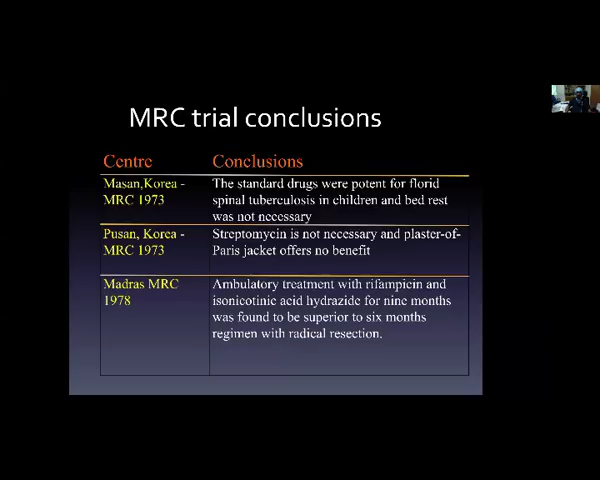 MRC trial conclusions
Centre Conclusions
Masan,Korea -
MRC 1973
The standard drugs were potent for florid
spinal tuberculosis in children and bed rest
was not necessary
Pusan, Korea -
MRC 1973
Streptomycin is not necessary and plaster-of-
Paris jacket offers no benefit
Madras MRC
1978
Ambulatory treatment with rifampicin and
isonicotinic acid hydrazide for nine months
was found to be superior to six months
regimen with radical resection.